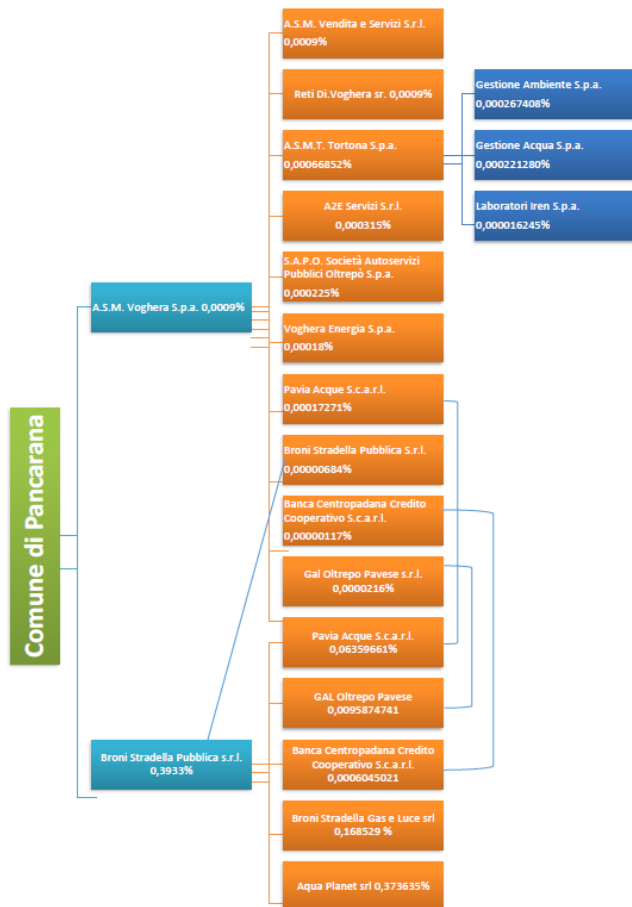 Comune di Pancarana
A.S.M. Voghera S.p.a. 0,0009%
Broni Stradella Pubblica s.r.l.
0,3933%
A.S.M. Vendita e Servizi S.r.l.
0,0009%
Reti Di.Voghera sr. 0,0009%
A.S.M.T. Tortona S.p.a.
0,00066852%
A2E Servizi S.r.l.
0,000315%
S.A.P.O. Società Autoservizi
Pubblici Oltrepò S.p.a.
0,000225%
Voghera Energia S.p.a.
0,00018%
Pavia Acque S.c.a.r.l.
0,00017271%
Broni Stradella Pubblica S.r.l.
0,00000684%
Banca Centropadana Credito
Cooperativo S.c.a.r.l.
0,00000117%
Gal Oltrepo Pavese s.r.l.
0,0000216%
Pavia Acque S.c.a.r.l.
0,06359661%
GAL Oltrepo Pavese
0,0095874741
Banca Centropadana Credito
Cooperativo S.c.a.r.l.
0,0006045021
Broni Stradella Gas e Luce srl
0,168529 %
Aqua Planet srl 0,373635%
Gestione Ambiente S.p.a.
0,000267408%
Gestione Acqua S.p.a.
0,000221280%
Laboratori Iren S.p.a.
0,000016245%